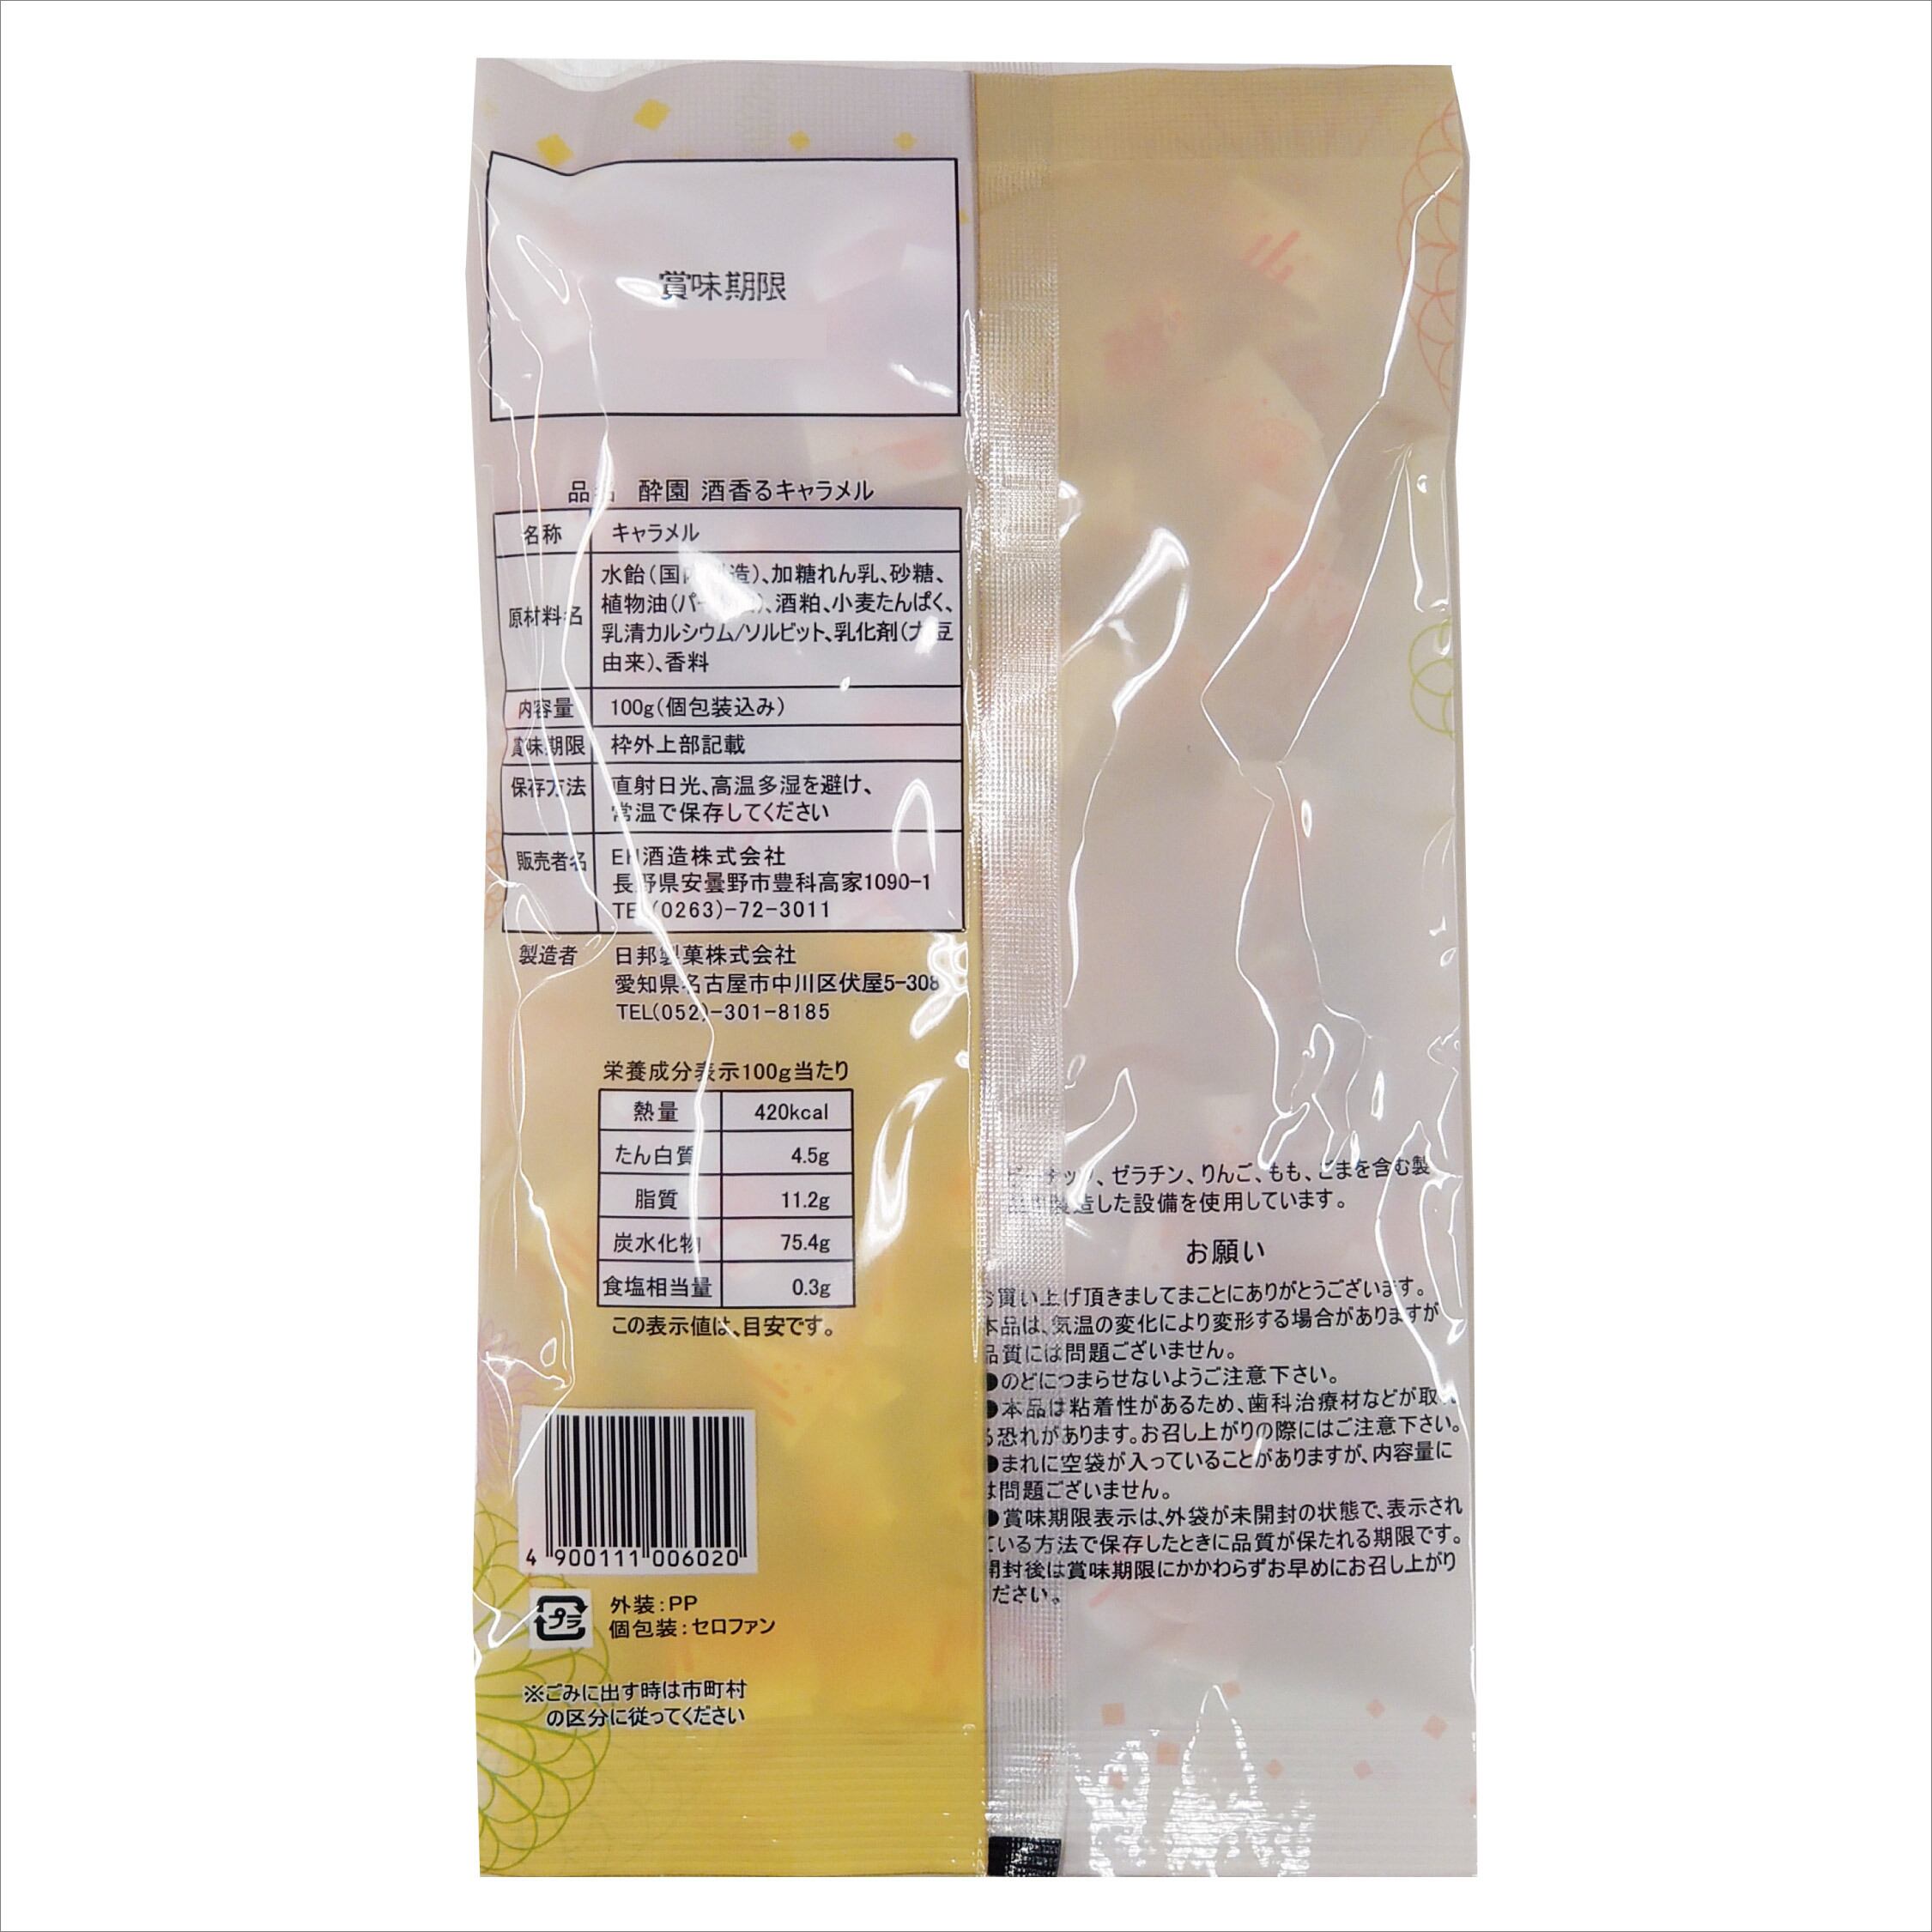 賞味期限
品名 酔園 酒香るキャラメル
名称 キャラメル
原材料名 水飴（国内製造）、加糖れん乳、砂糖、
植物油（パーム油）、酒粕、小麦たんぱく、
乳清カルシウム/ソルビット、乳化剤（大豆
由来）、香料
内容量 100g（個包装込み）
賞味期限 枠外上部記載
保存方法 直射日光、高温多湿を避け、
常温で保存してください
販売者名 EH酒造株式会社
長野県安曇野市豊科高家1090-1
TEL(0263)-72-3011
製造者 日邦製菓株式会社
愛知県名古屋市中川区伏屋5-308
TEL(052)-301-8185
栄養成分表示100g当たり
熱量 420kcal
たん白質 4.5g
脂質 11.2g
炭水化物 75.4g
食塩相当量 0.3g
この表示値は、目安です。
4 900111 006020
プラ
外装：PP
個包装：セロファン
※ごみに出す時は市町村
の区分に従ってください
ピーナッツ、ゼラチン、りんご、もも、ごまを含む製
製造した設備を使用しています。
お願い
お買い上げ頂きましてまことにありがとうございます。
本品は、気温の変化により変形する場合がありますが
品質には問題ございません。
●のどにつまらせないようご注意下さい。
●本品は粘着性があるため、歯科治療材などが取れ
る恐れがあります。お召し上がりの際にはご注意下さい。
●まれに空袋が入っていることがありますが、内容量に
は問題ございません。
●賞味期限表示は、外袋が未開封の状態で、表示され
ている方法で保存したときに品質が保たれる期限です。
開封後は賞味期限にかかわらずお早めにお召し上がり
ださい。